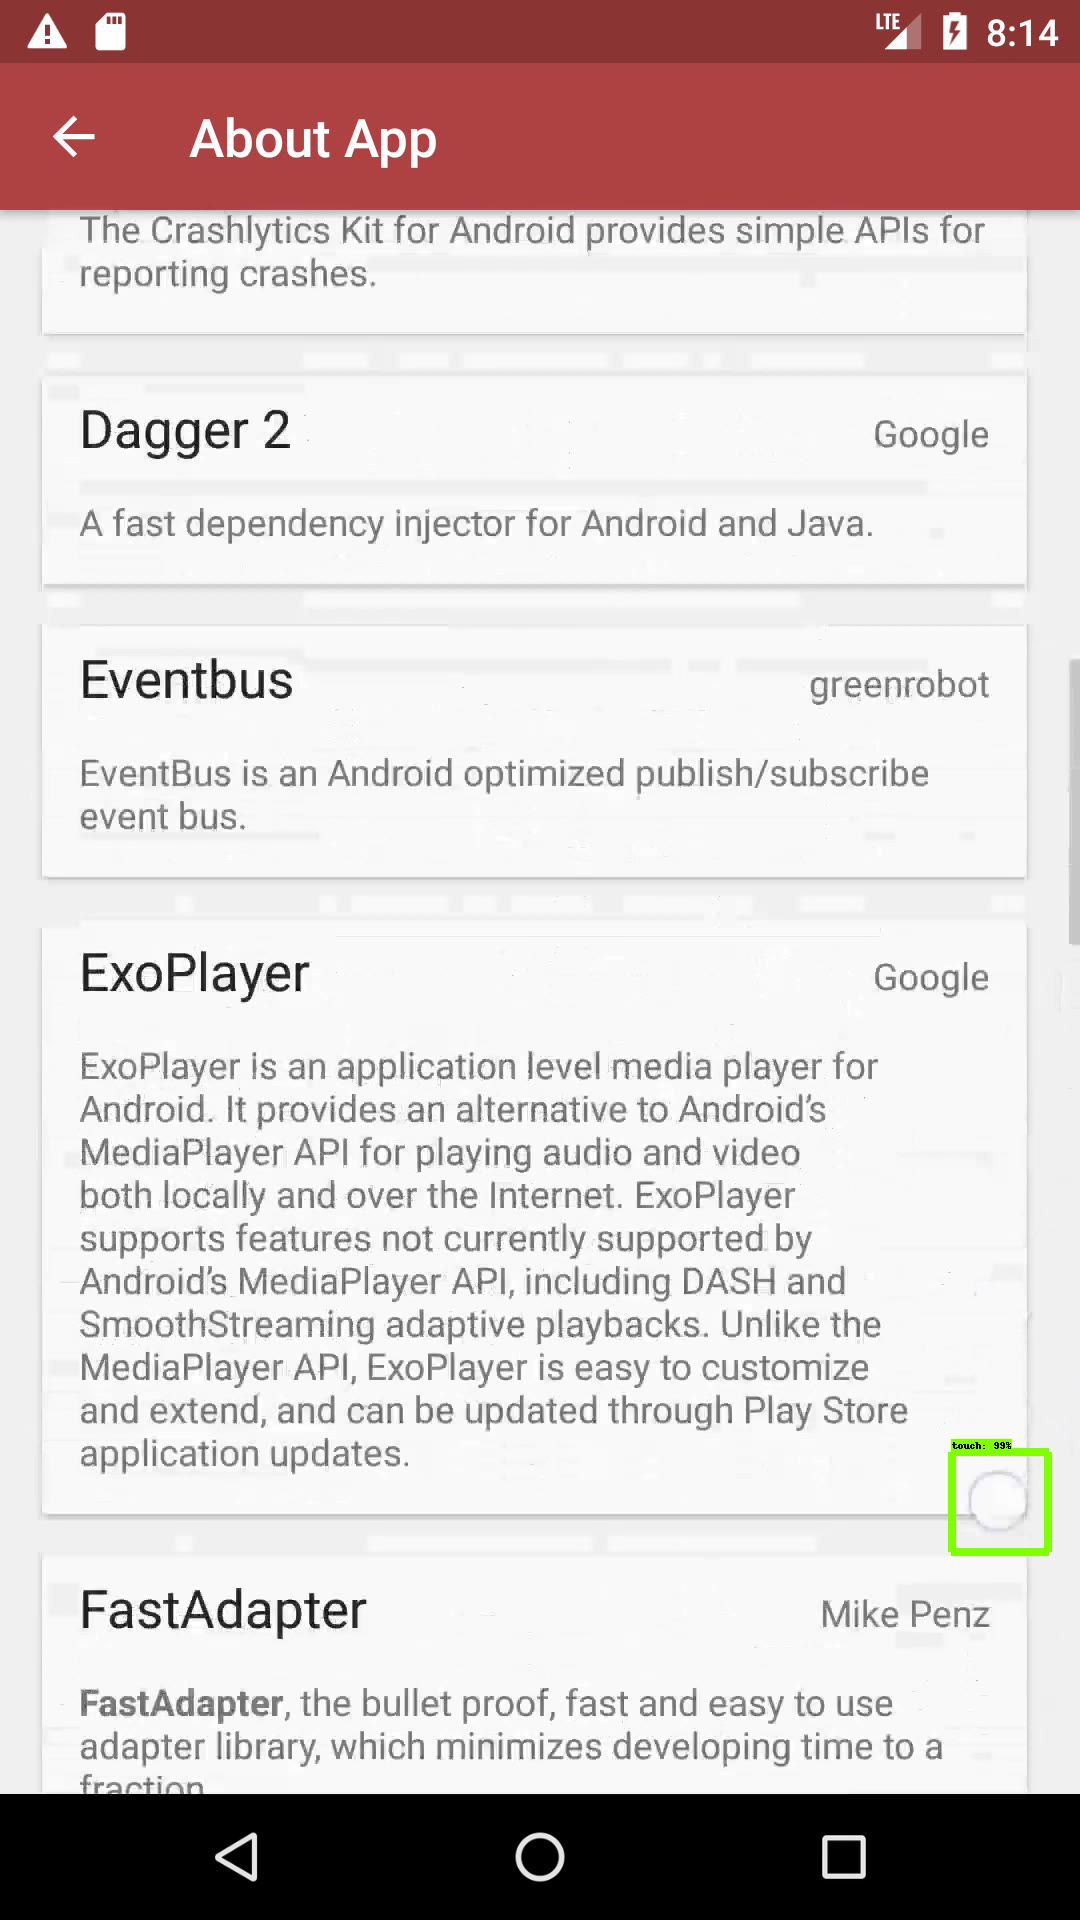 LTE 8:14
About App
The Crashlytics Kit for Android provides simple APIs for
reporting crashes.
Dagger 2 Google
A fast dependency injector for Android and Java.
Eventbus greenrobot
EventBus is an Android optimized publish/subscribe
event bus.
ExoPlayer Google
ExoPlayer is an application level media player for
Android. It provides an alternative to Android’s
MediaPlayer API for playing audio and video
both locally and over the Internet. ExoPlayer
supports features not currently supported by
Android’s MediaPlayer API, including DASH and
SmoothStreaming adaptive playbacks. Unlike the
MediaPlayer API, ExoPlayer is easy to customize
and extend, and can be updated through Play Store
application updates.
touch: 99%
FastAdapter Mike Penz
FastAdapter, the bullet proof, fast and easy to use
adapter library, which minimizes developing time to a
fraction